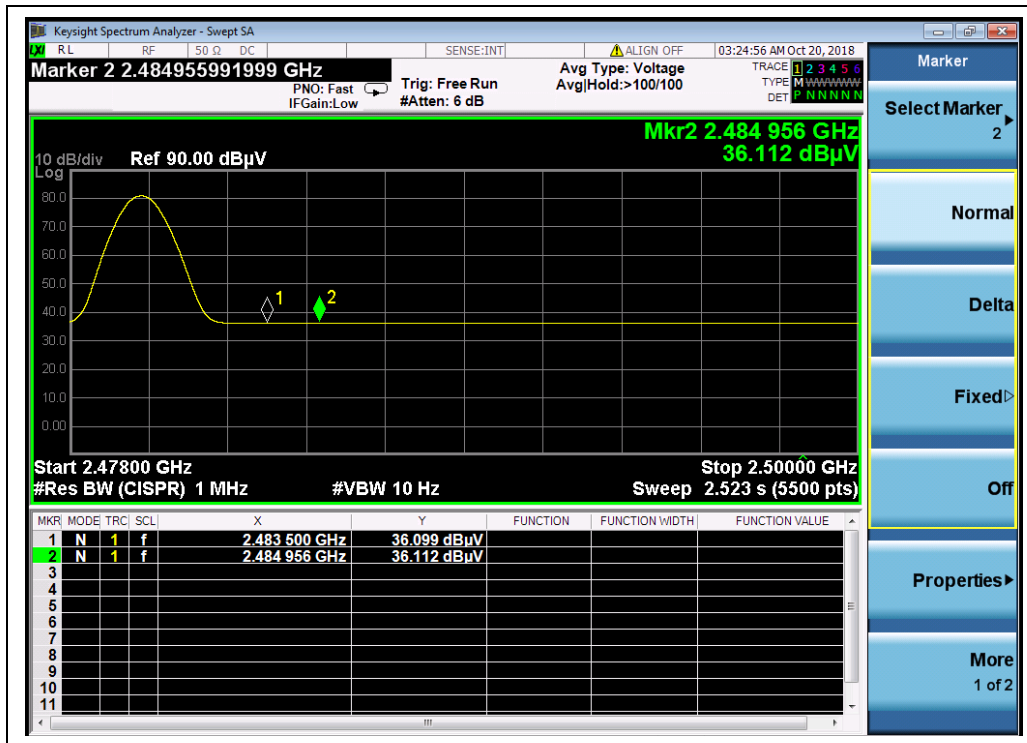 Keysight Spectrum Analyzer - Swept SA
LXI RL RF 50 Ω DC SENSE:INT ALIGN OFF 03:24:56 AM Oct 20, 2018
Marker 2 2.484955991999 GHz
PNO: Fast
IFGain:Low
Trig: Free Run
#Atten: 6 dB
Avg Type: Voltage
Avg|Hold:>100/100
TRACE 1 2 3 4 5 6
TYPE M W W W W W
DET P N N N N N
Mkr2 2.484 956 GHz
36.112 dBµV
10 dB/div Ref 90.00 dBµV
Log
80.0
70.0
60.0
50.0
40.0
30.0
20.0
10.0
0.00
1
2
Start 2.47800 GHz Stop 2.50000 GHz
#Res BW (CISPR) 1 MHz #VBW 10 Hz Sweep 2.523 s (5500 pts)
MKR MODE TRC SCL X Y FUNCTION FUNCTION WIDTH FUNCTION VALUE
1 N 1 f 2.483 500 GHz 36.099 dBµV
2 N 1 f 2.484 956 GHz 36.112 dBµV
3
4
5
6
7
8
9
10
11
Marker
Select Marker
2
Normal
Delta
Fixed
Off
Properties
More
1 of 2